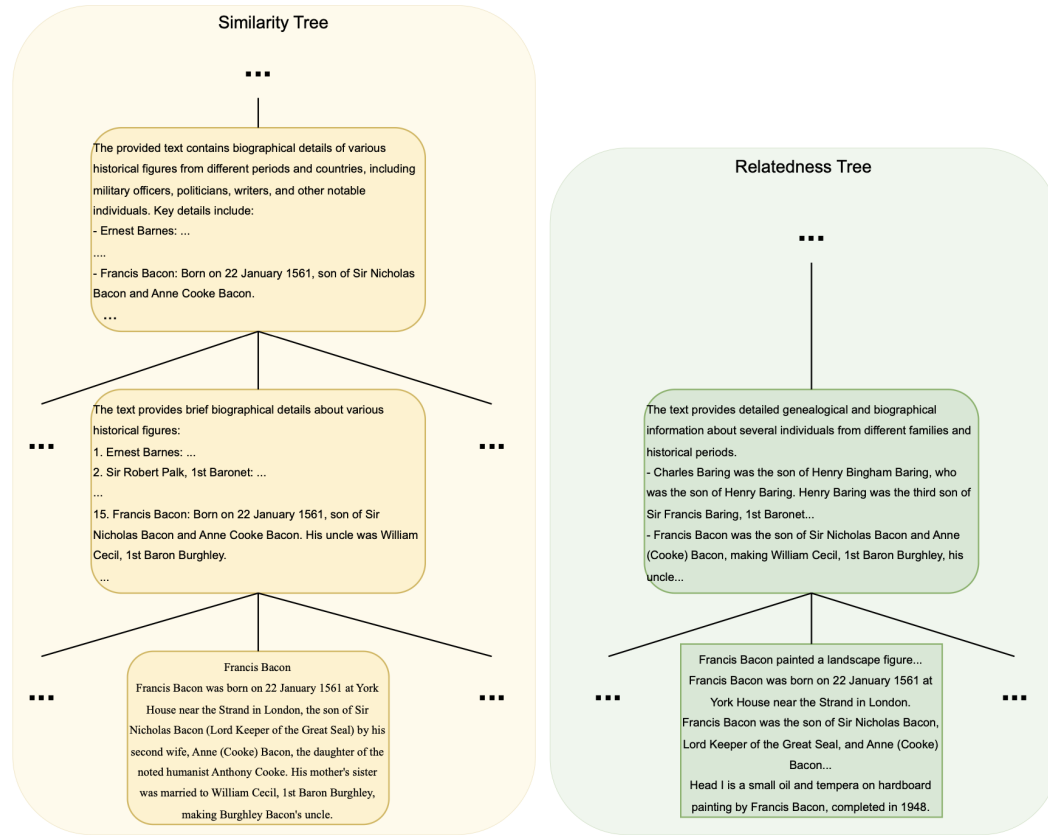 Similarity Tree
...
The provided text contains biographical details of various
historical figures from different periods and countries, including
military officers, politicians, writers, and other notable
individuals. Key details include:
- Ernest Barnes: ...
....
- Francis Bacon: Born on 22 January 1561, son of Sir Nicholas
Bacon and Anne Cooke Bacon.
...
...
The text provides brief biographical details about various
historical figures:
1. Ernest Barnes: ...
2. Sir Robert Palk, 1st Baronet: ...
...
15. Francis Bacon: Born on 22 January 1561, son of Sir
Nicholas Bacon and Anne Cooke Bacon. His uncle was William
Cecil, 1st Baron Burghley.
...
...
...
Francis Bacon
Francis Bacon was born on 22 January 1561 at York
House near the Strand in London, the son of Sir
Nicholas Bacon (Lord Keeper of the Great Seal) by his
second wife, Anne (Cooke) Bacon, the daughter of the
noted humanist Anthony Cooke. His mother's sister
was married to William Cecil, 1st Baron Burghley,
making Burghley Bacon's uncle.
...
Relatedness Tree
...
The text provides detailed genealogical and biographical
information about several individuals from different families and
historical periods.
- Charles Baring was the son of Henry Bingham Baring, who
was the son of Henry Baring. Henry Baring was the third son of
Sir Francis Baring, 1st Baronet...
- Francis Bacon was the son of Sir Nicholas Bacon and Anne
(Cooke) Bacon, making William Cecil, 1st Baron Burghley, his
uncle...
...
Francis Bacon painted a landscape figure...
Francis Bacon was born on 22 January 1561 at
York House near the Strand in London.
Francis Bacon was the son of Sir Nicholas Bacon,
Lord Keeper of the Great Seal, and Anne (Cooke)
Bacon...
Head I is a small oil and tempera on hardboard
painting by Francis Bacon, completed in 1948.
...